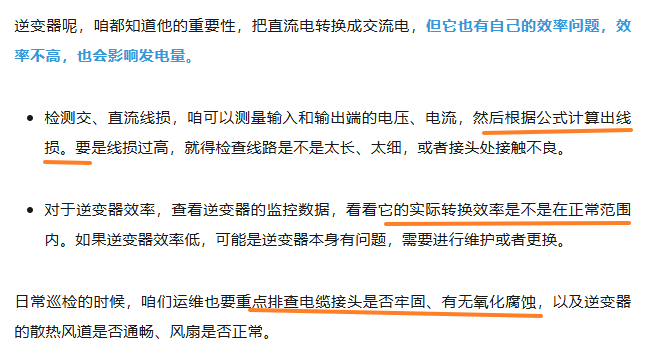 逆变器呢，咱都知道他的重要性，把直流电转换成交流电，但它也有自己的效率问题，效
率不高，也会影响发电量。
• 检测交、直流线损，咱可以测量输入和输出端的电压、电流，然后根据公式计算出线
损。要是线损过高，就得检查线路是不是太长、太细，或者接头处接触不良。
• 对于逆变器效率，查看逆变器的监控数据，看看它的实际转换效率是不是在正常范围
内。如果逆变器效率低，可能是逆变器本身有问题，需要进行维护或者更换。
日常巡检的时候，咱们运维也要重点排查电缆接头是否牢固、有无氧化腐蚀，以及逆变器
的散热风道是否通畅、风扇是否正常。